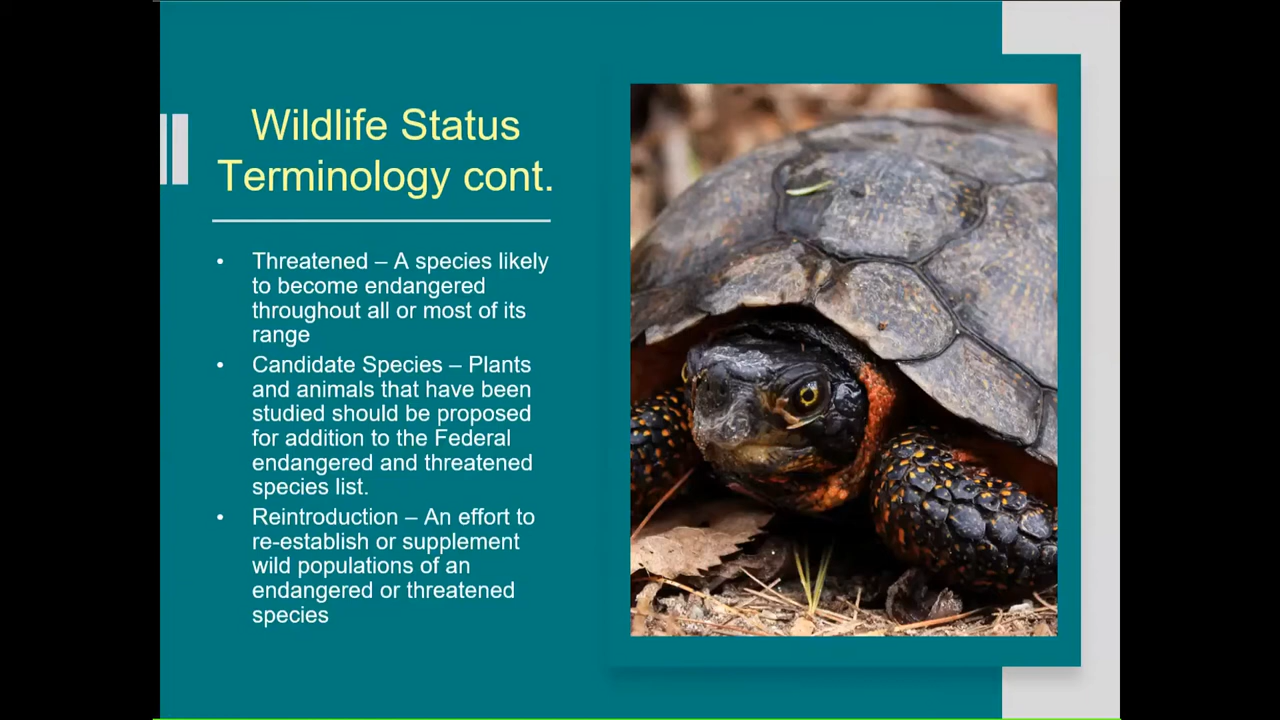 Wildlife Status
Terminology cont.
• Threatened – A species likely
to become endangered
throughout all or most of its
range
• Candidate Species – Plants
and animals that have been
studied should be proposed
for addition to the Federal
endangered and threatened
species list.
• Reintroduction – An effort to
re-establish or supplement
wild populations of an
endangered or threatened
species